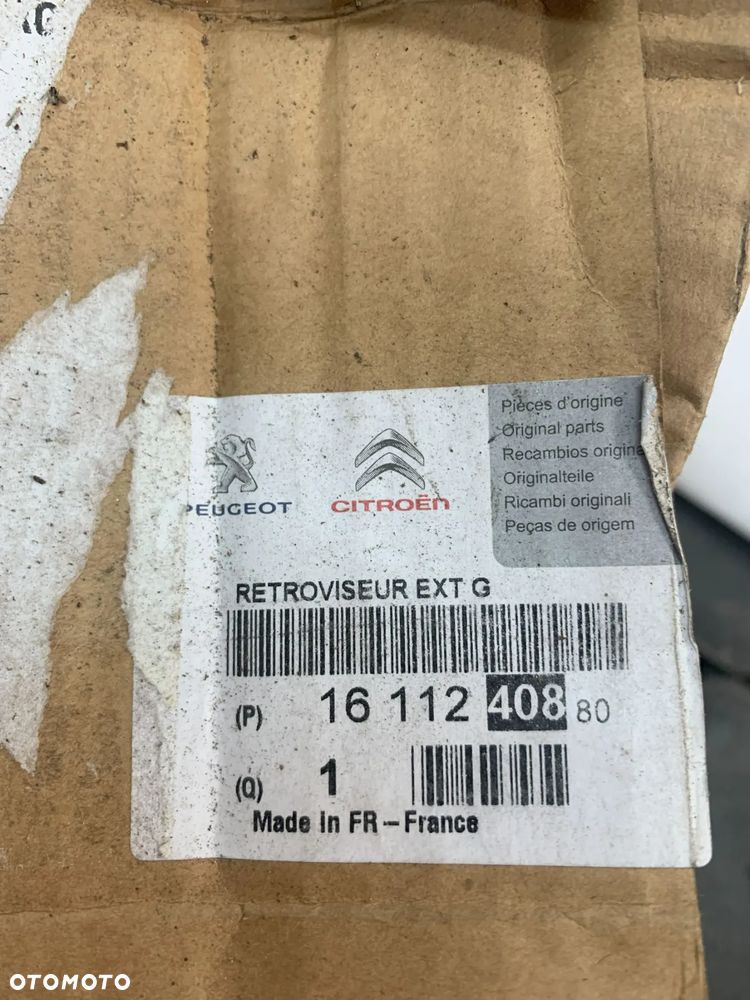 PEUGEOT
CITROËN
Pièces d'origine
Original parts
Recambios origina
Originalteile
Ricambi originali
Peças de origem
RETROVISEUR EXT G
(P) 16 112 408 80
(Q) 1
Made in FR – France
OTOMOTO